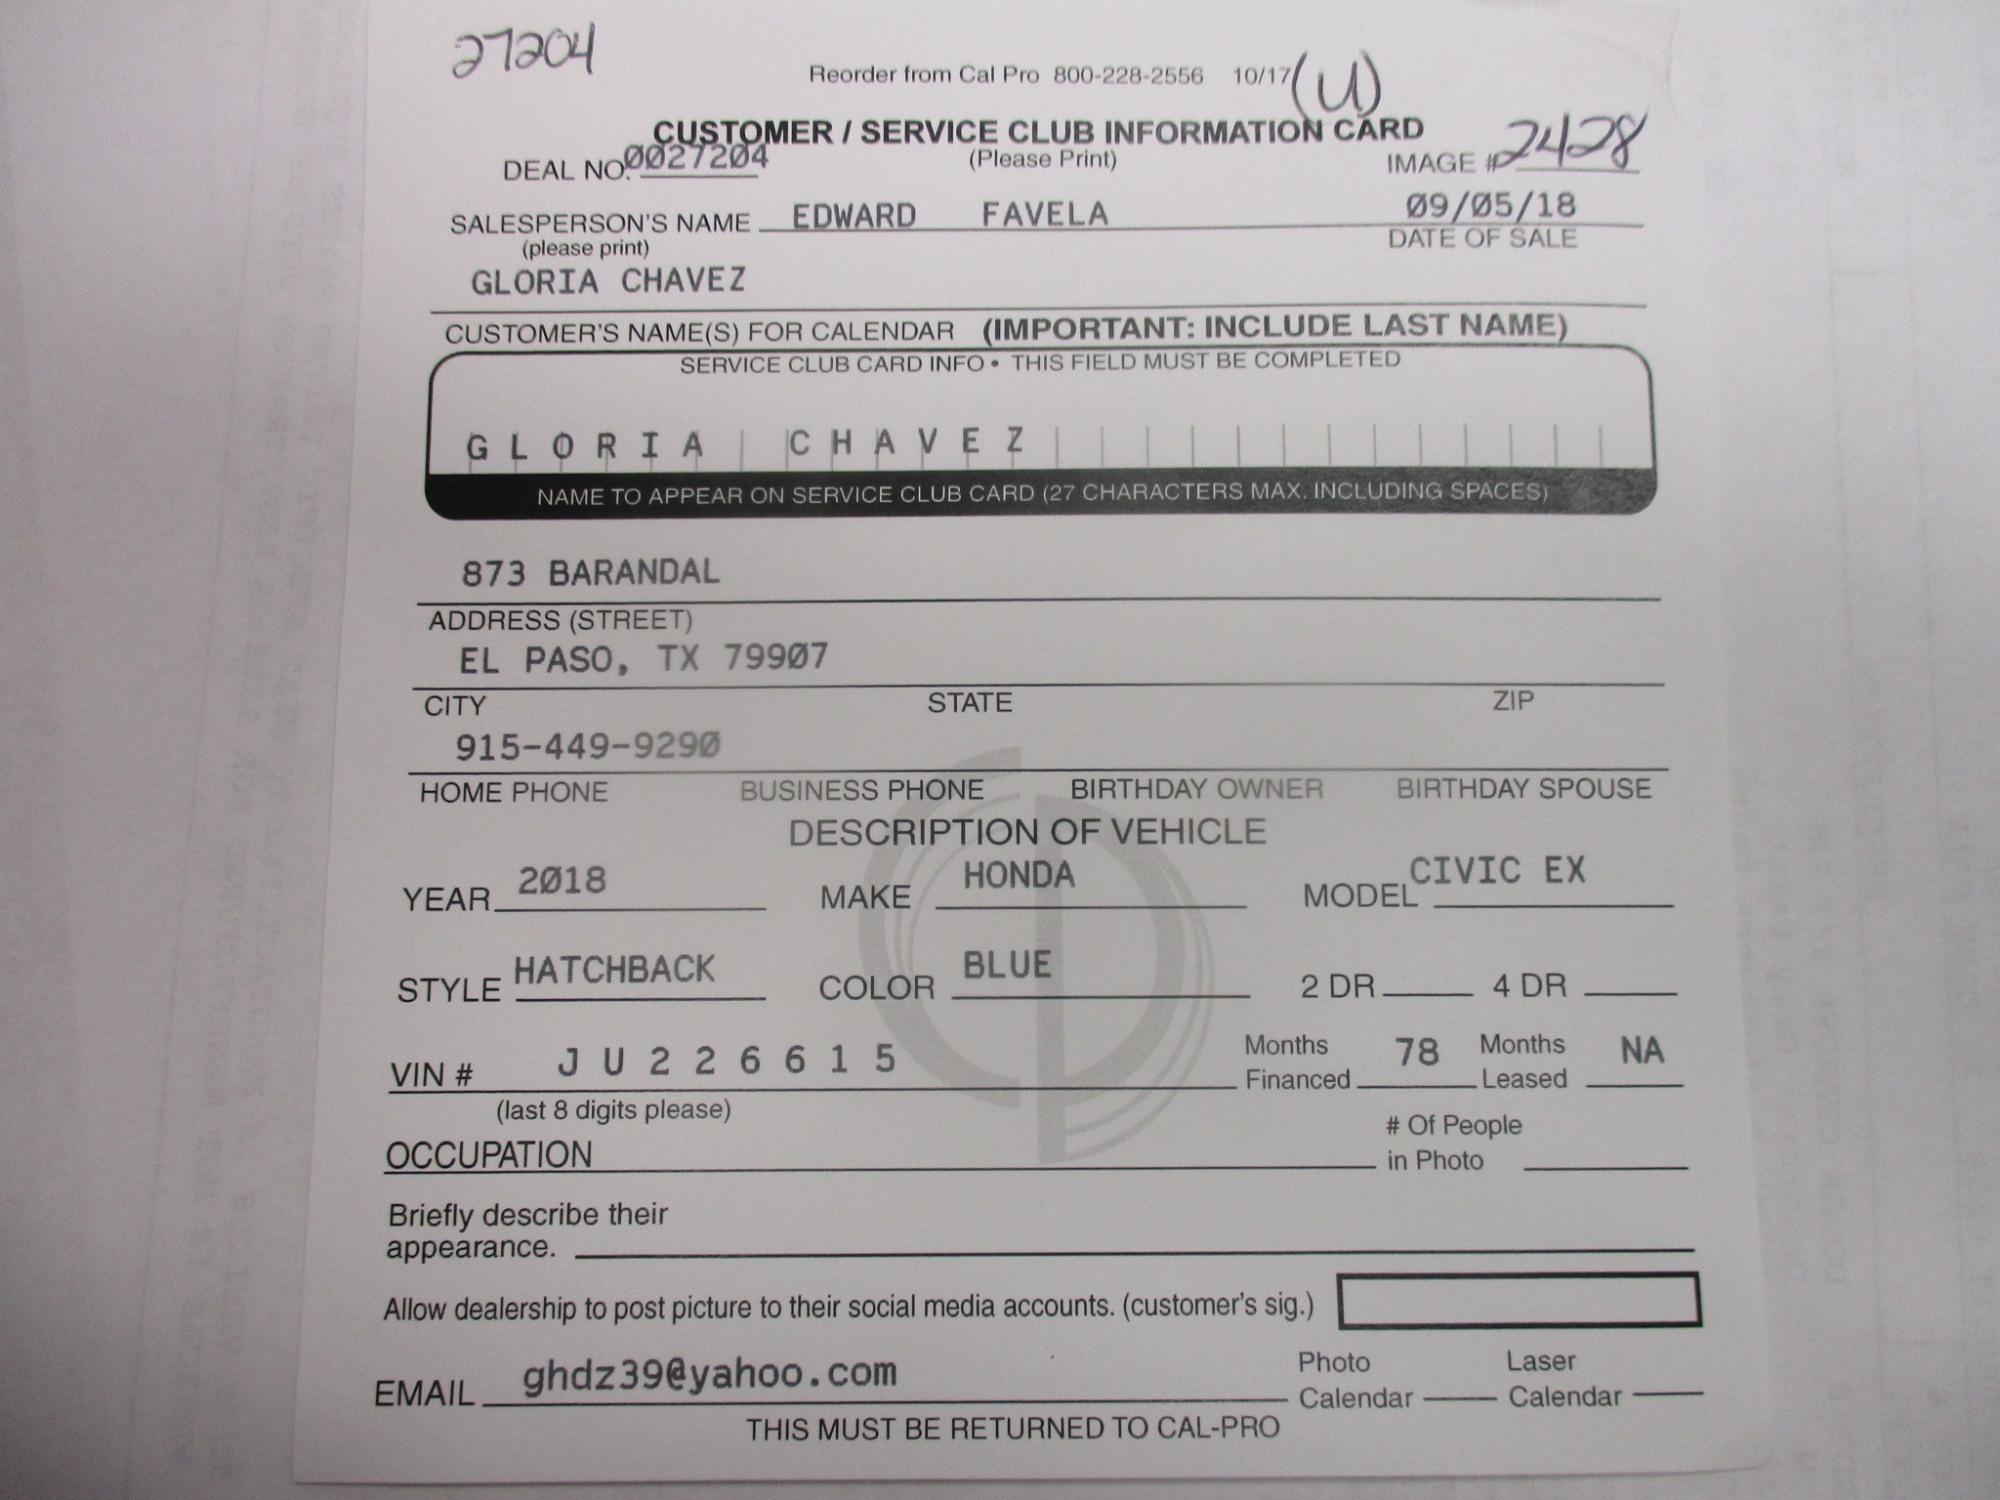 27204
Reorder from Cal Pro 800-228-2556 10/17 (U)
CUSTOMER / SERVICE CLUB INFORMATION CARD
DEAL NO. 0027204 (Please Print) IMAGE # 2428
SALESPERSON'S NAME EDWARD FAVELA 09/05/18
(please print) DATE OF SALE
GLORIA CHAVEZ
CUSTOMER'S NAME(S) FOR CALENDAR (IMPORTANT: INCLUDE LAST NAME)
SERVICE CLUB CARD INFO • THIS FIELD MUST BE COMPLETED
GLORIA CHAVEZ
NAME TO APPEAR ON SERVICE CLUB CARD (27 CHARACTERS MAX. INCLUDING SPACES)
873 BARANDAL
ADDRESS (STREET)
EL PASO, TX 79907
CITY STATE ZIP
915-449-9290
HOME PHONE BUSINESS PHONE BIRTHDAY OWNER BIRTHDAY SPOUSE
DESCRIPTION OF VEHICLE
YEAR 2018 MAKE HONDA MODEL CIVIC EX
STYLE HATCHBACK COLOR BLUE 2 DR 4 DR
VIN # JU226615 Months Financed 78 Months Leased NA
(last 8 digits please)
OCCUPATION # Of People in Photo
Briefly describe their
appearance.
Allow dealership to post picture to their social media accounts. (customer's sig.)
EMAIL ghdz39@yahoo.com Photo Calendar Laser Calendar
THIS MUST BE RETURNED TO CAL-PRO